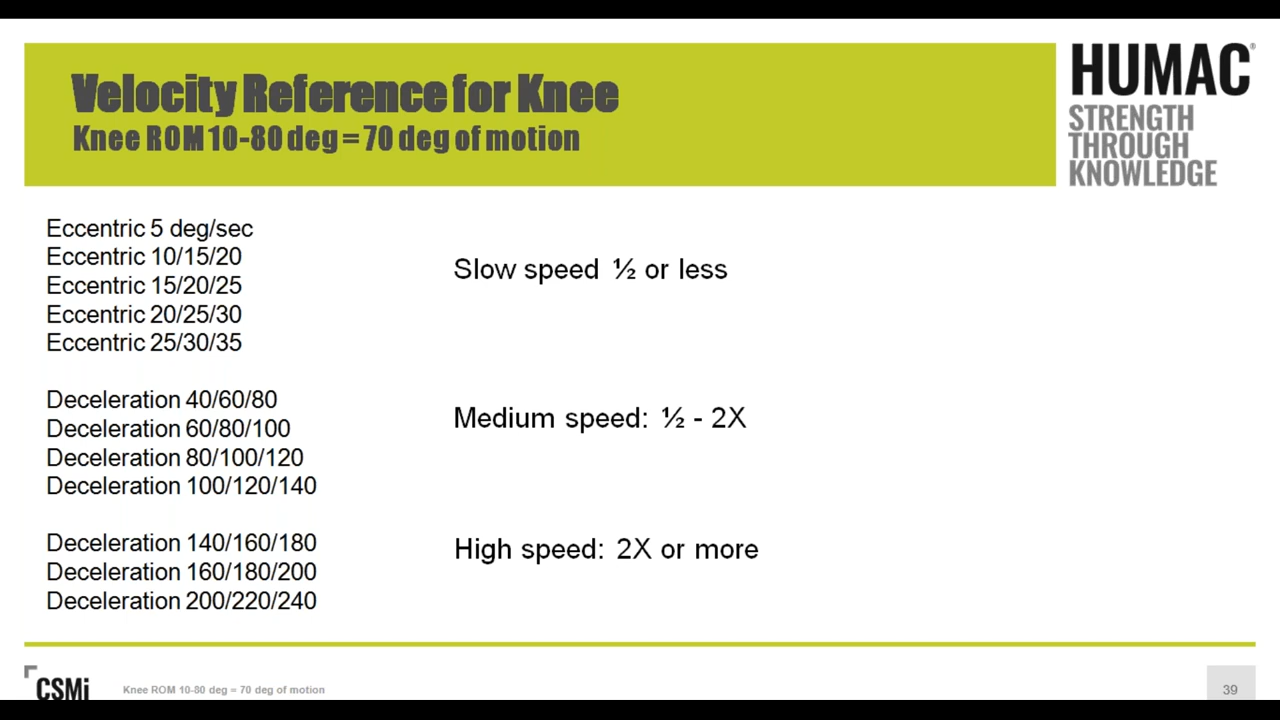 Velocity Reference for Knee
Knee ROM 10-80 deg = 70 deg of motion
HUMAC®
STRENGTH
THROUGH
KNOWLEDGE
Eccentric 5 deg/sec
Eccentric 10/15/20
Eccentric 15/20/25
Eccentric 20/25/30
Eccentric 25/30/35
Slow speed ½ or less
Deceleration 40/60/80
Deceleration 60/80/100
Deceleration 80/100/120
Deceleration 100/120/140
Medium speed: ½ - 2X
Deceleration 140/160/180
Deceleration 160/180/200
Deceleration 200/220/240
High speed: 2X or more
CSMi
Knee ROM 10-80 deg = 70 deg of motion
39